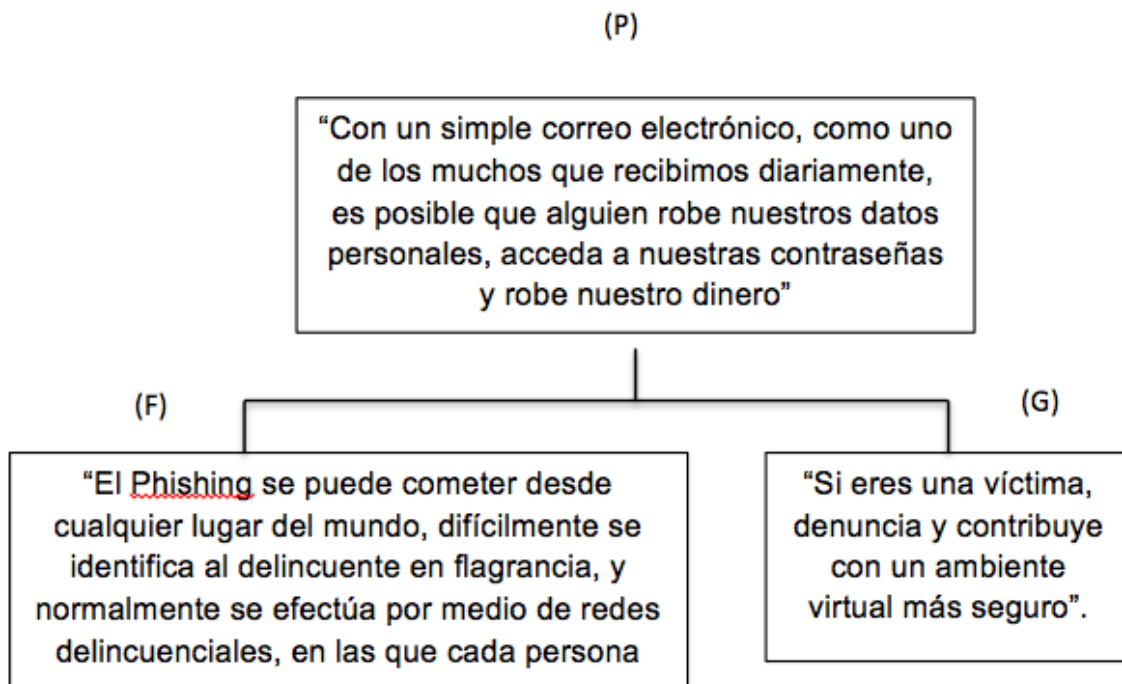 (P)
“Con un simple correo electrónico, como uno
de los muchos que recibimos diariamente,
es posible que alguien robe nuestros datos
personales, acceda a nuestras contraseñas
y robe nuestro dinero”
(F)
“El Phishing se puede cometer desde
cualquier lugar del mundo, difícilmente se
identifica al delincuente en flagrancia, y
normalmente se efectúa por medio de redes
delincuenciales, en las que cada persona
(G)
“Si eres una víctima,
denuncia y contribuye
con un ambiente
virtual más seguro”.